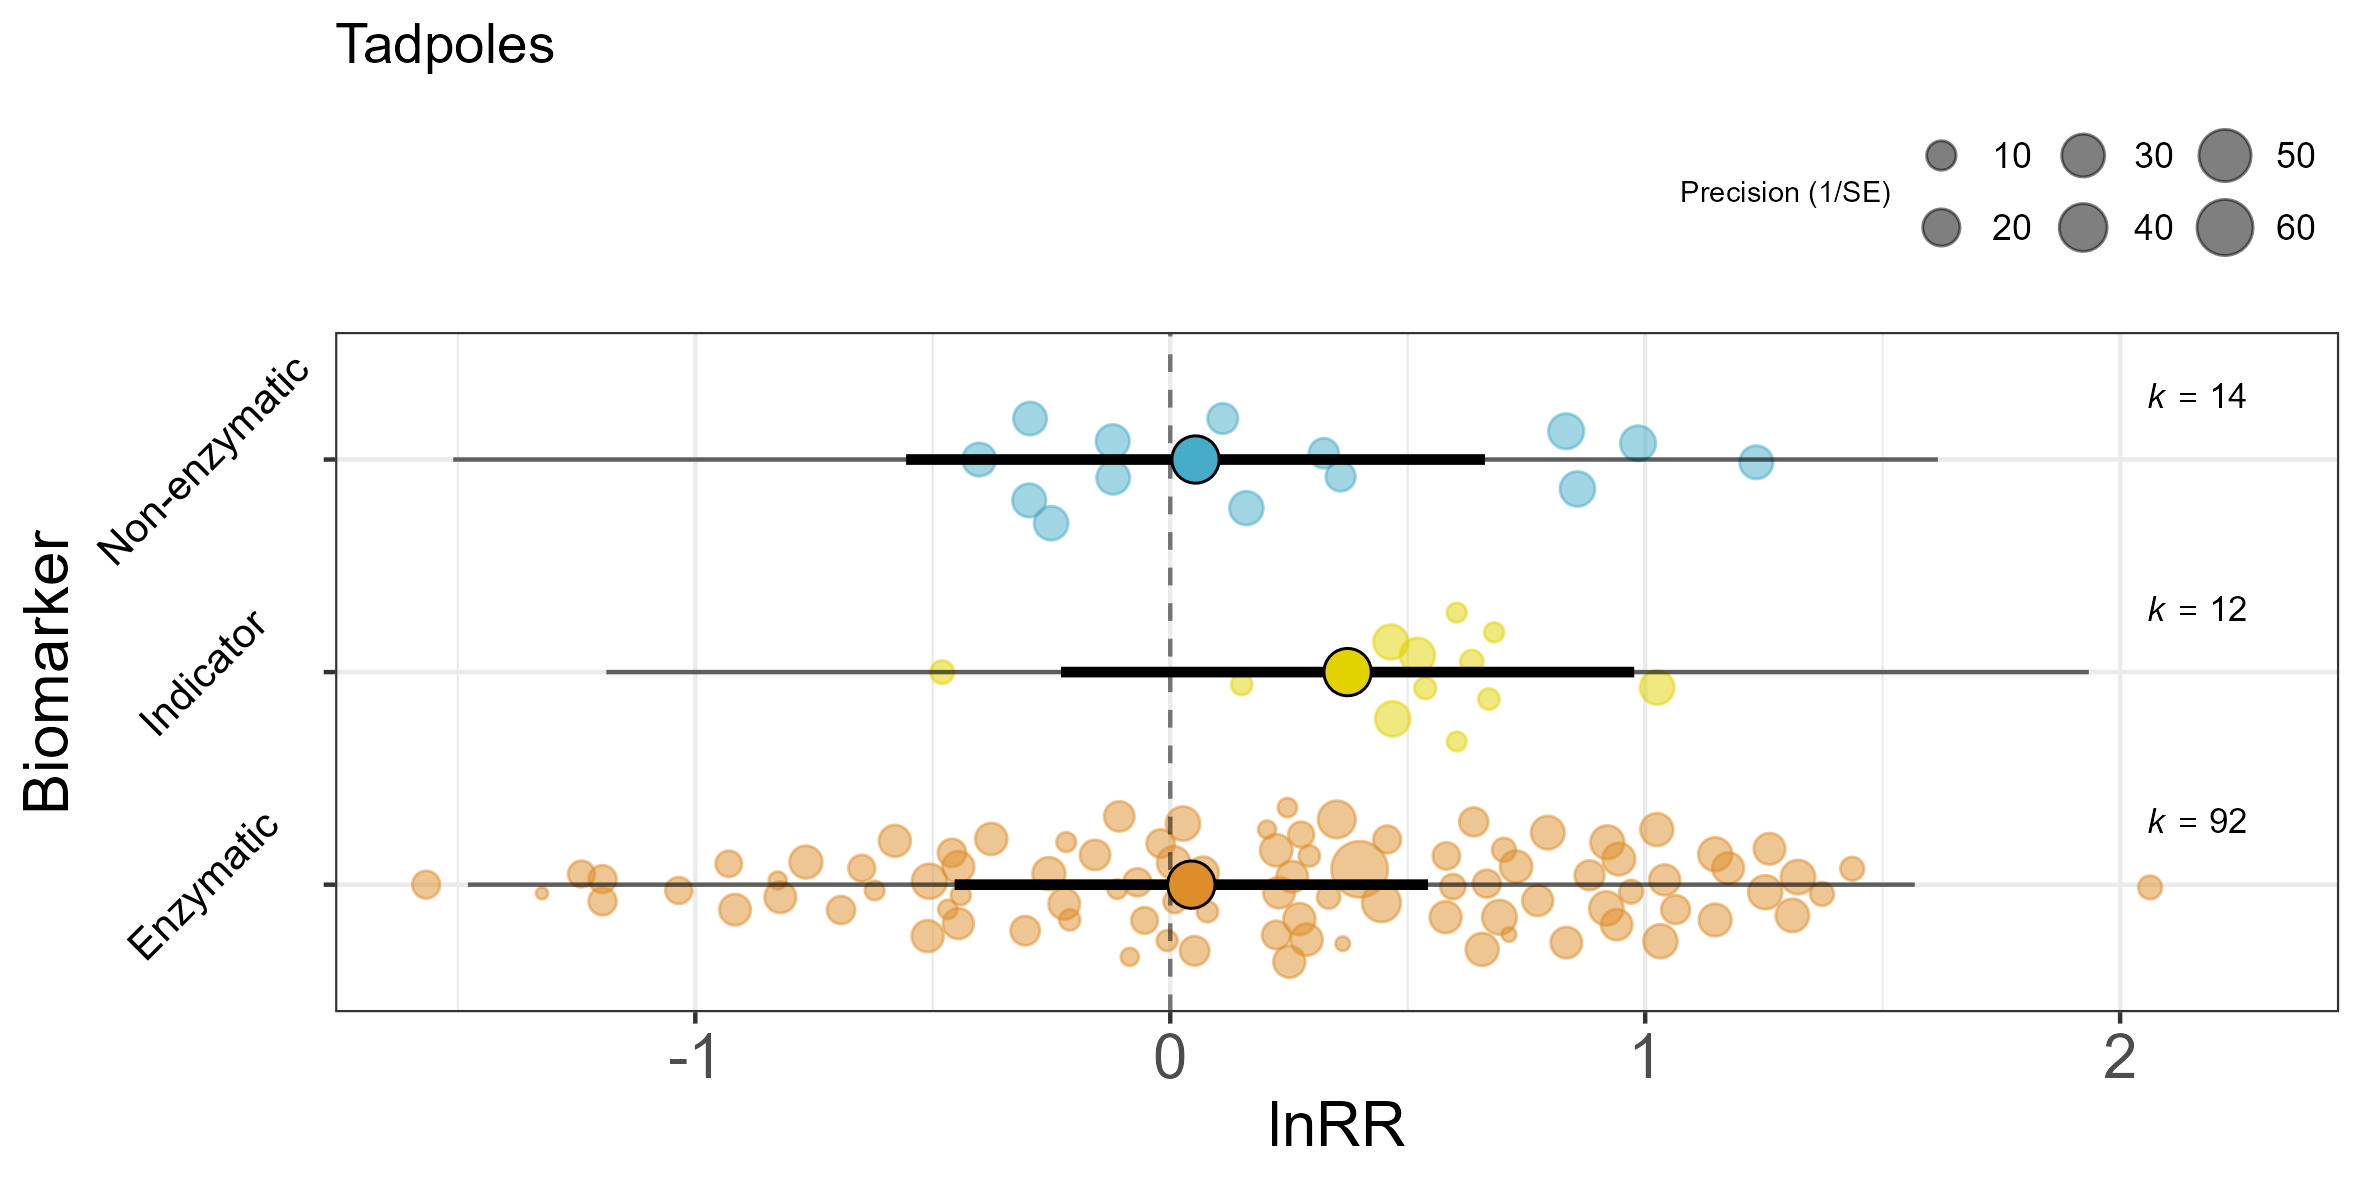 Tadpoles
Precision (1/SE)
10 30 50
20 40 60
Biomarker
Non-enzymatic
k = 14
Indicator
k = 12
Enzymatic
k = 92
-1 0 1 2
lnRR